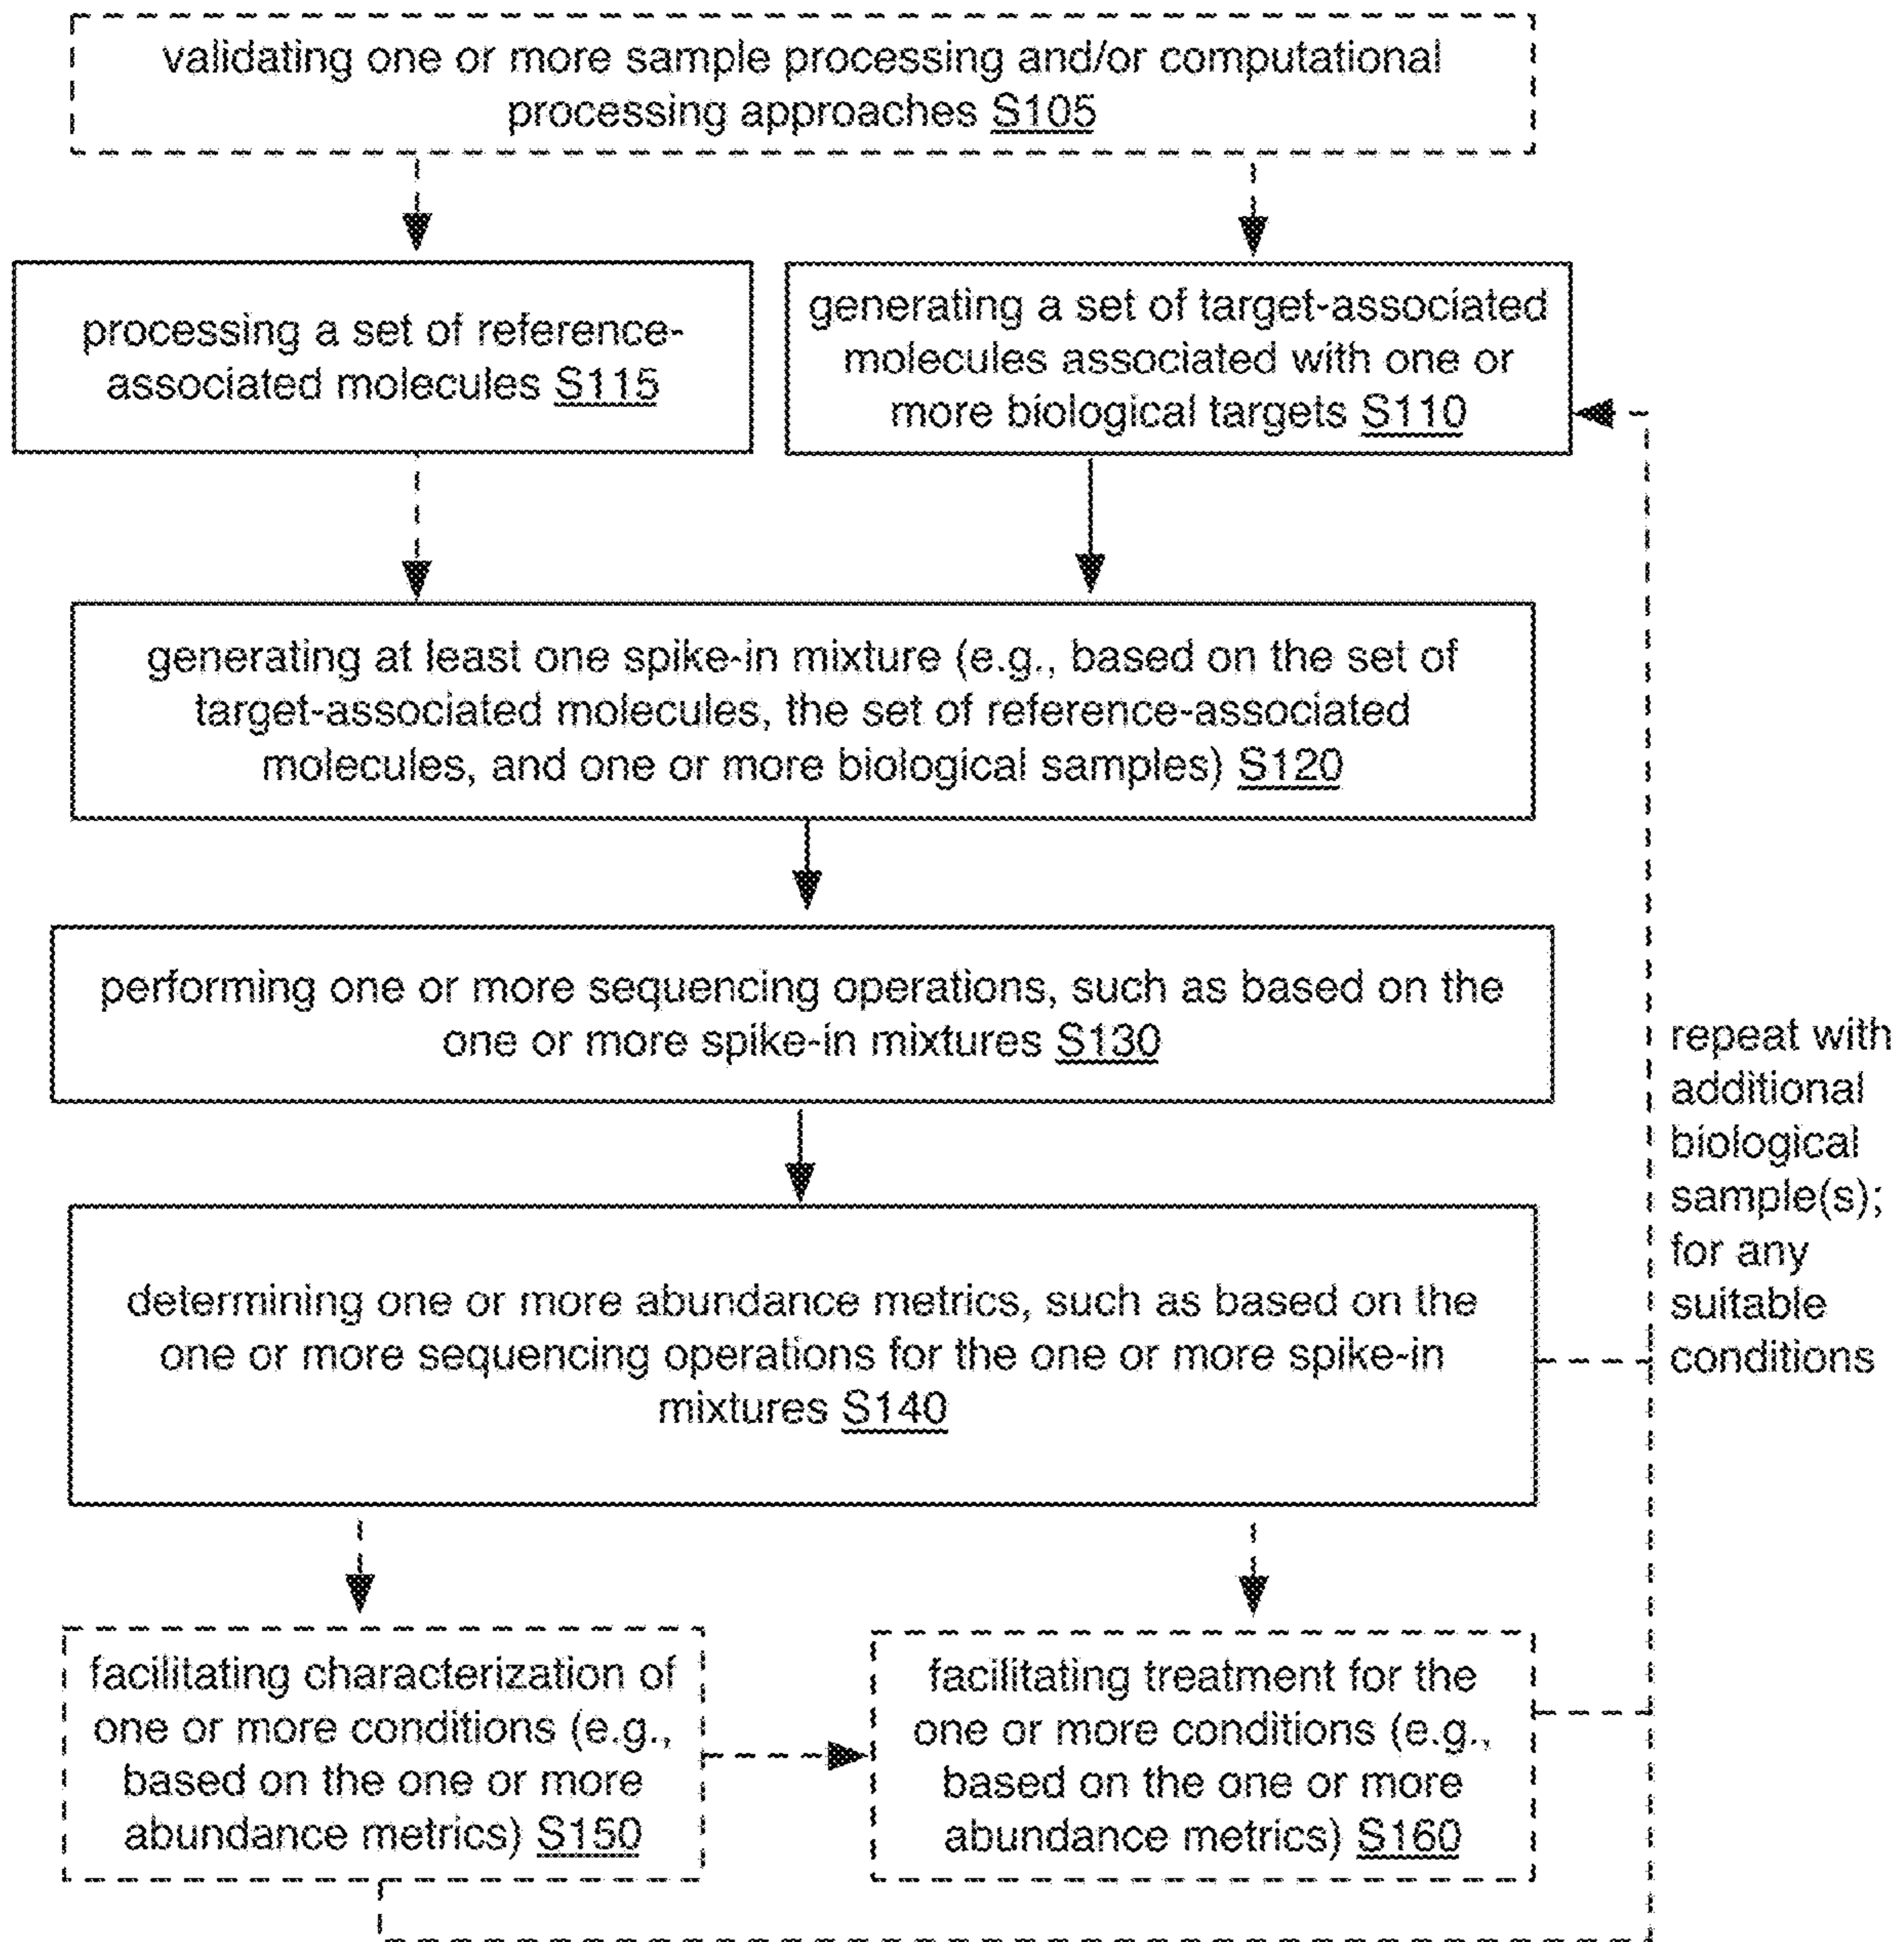 validating one or more sample processing and/or computational
processing approaches S105
processing a set of reference-
associated molecules S115
generating a set of target-associated
molecules associated with one or
more biological targets S110
generating at least one spike-in mixture (e.g., based on the set of
target-associated molecules, the set of reference-associated
molecules, and one or more biological samples) S120
performing one or more sequencing operations, such as based on the
one or more spike-in mixtures S130
repeat with
additional
biological
sample(s);
for any
suitable
conditions
determining one or more abundance metrics, such as based on the
one or more sequencing operations for the one or more spike-in
mixtures S140
facilitating characterization of
one or more conditions (e.g.,
based on the one or more
abundance metrics) S150
facilitating treatment for the
one or more conditions (e.g.,
based on the one or more
abundance metrics) S160